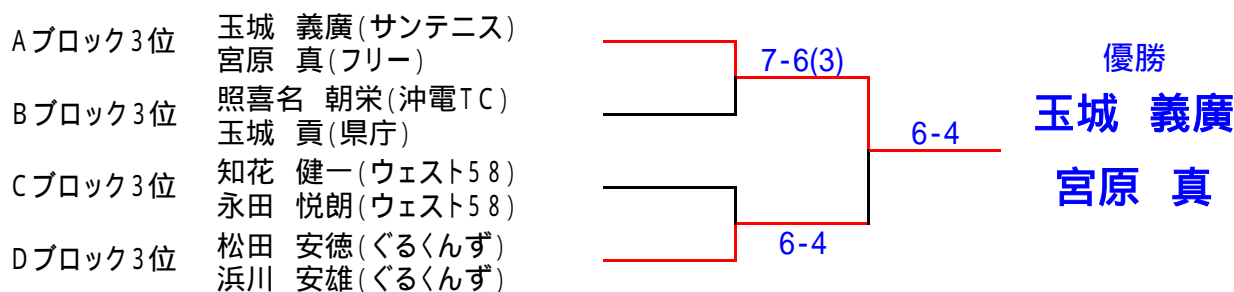 Aブロック3位
玉城 義廣(サンテニス)
宮原 真(フリー)
Bブロック3位
照喜名 朝栄(沖電TC)
玉城 貢(県庁)
Cブロック3位
知花 健一(ウェスト58)
永田 悦朗(ウェスト58)
Dブロック3位
松田 安徳(ぐるくんず)
浜川 安雄(ぐるくんず)
7-6(3)
6-4
6-4
優勝
玉城 義廣
宮原 真